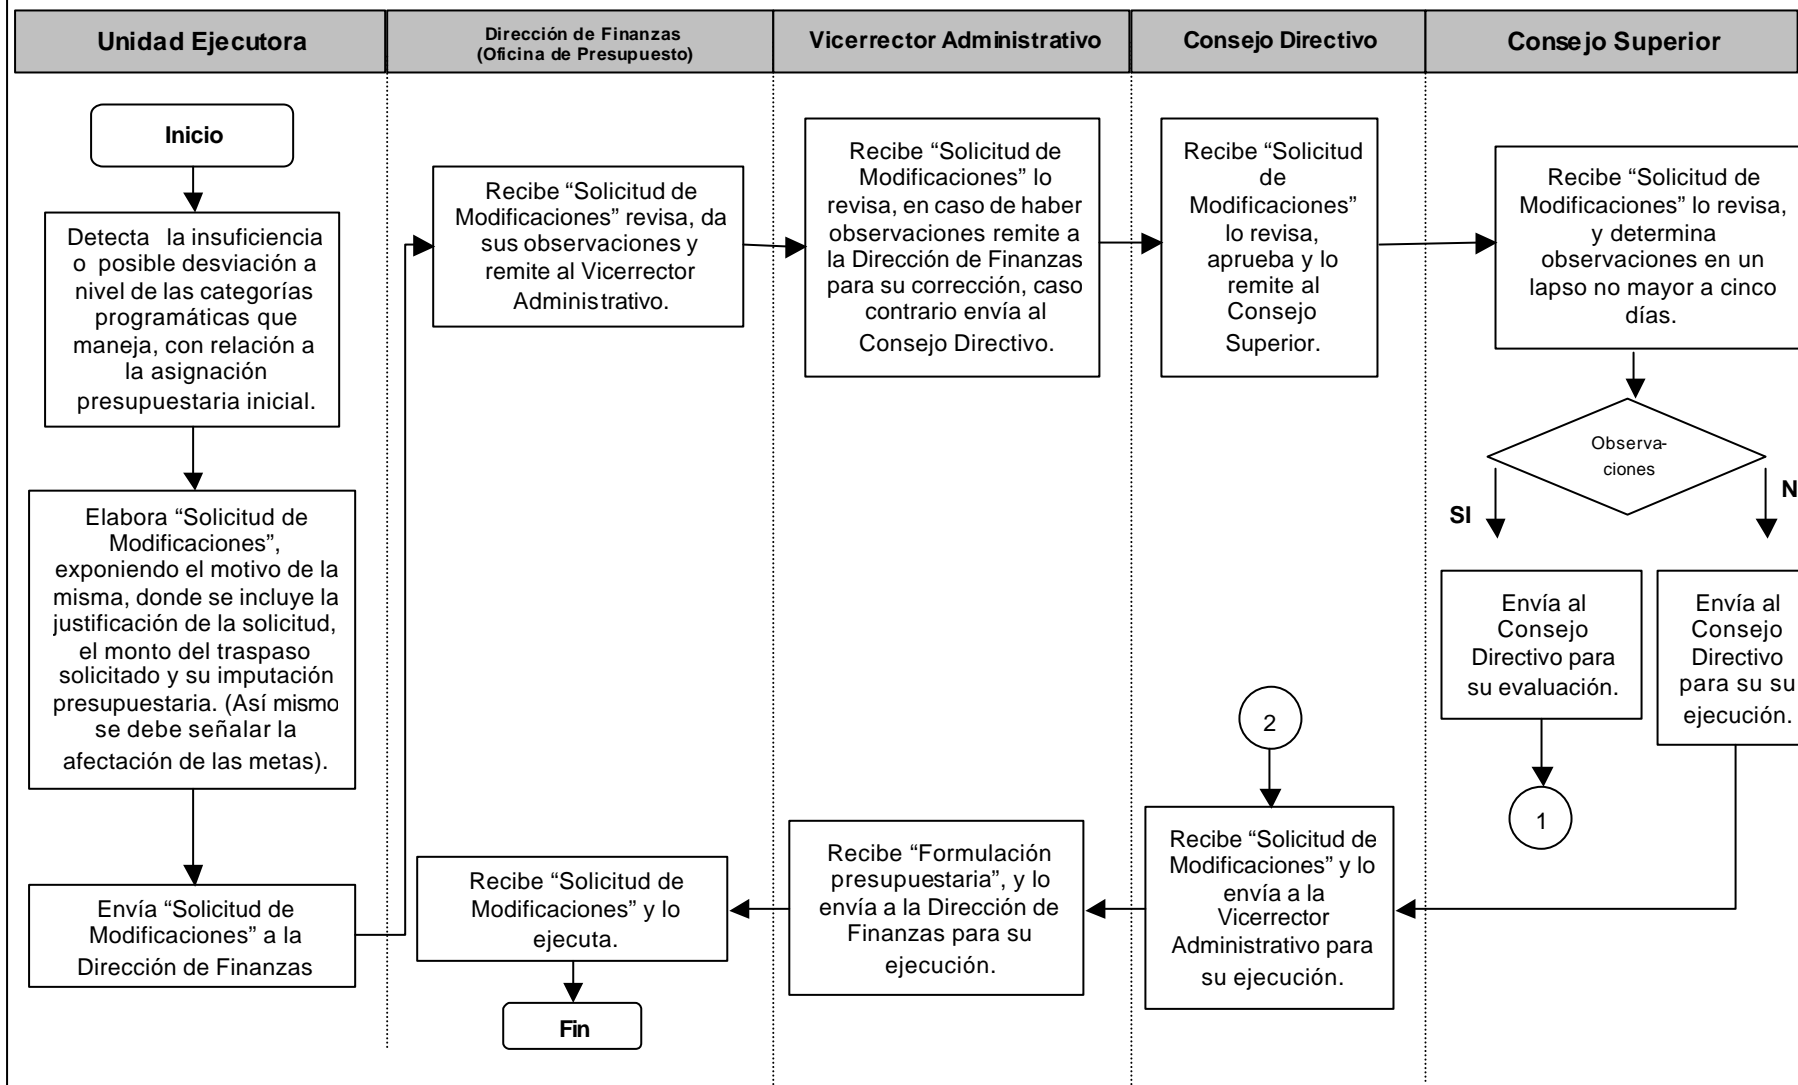 Unidad Ejecutora
Dirección de Finanzas
(Oficina de Presupuesto)
Vicerrector Administrativo
Consejo Directivo
Consejo Superior
Inicio
Detecta la insuficiencia
o posible desviación a
nivel de las categorías
programáticas que
maneja, con relación a
la asignación
presupuestaria inicial.
Elabora “Solicitud de
Modificaciones”,
exponiendo el motivo de la
misma, donde se incluye la
justificación de la solicitud,
el monto del traspaso
solicitado y su imputación
presupuestaria. (Así mismo
se debe señalar la
afectación de las metas).
Envía “Solicitud de
Modificaciones” a la
Dirección de Finanzas
Recibe “Solicitud de
Modificaciones” revisa, da
sus observaciones y
remite al Vicerrector
Administrativo.
Recibe “Solicitud de
Modificaciones” lo
revisa, en caso de haber
observaciones remite a
la Dirección de Finanzas
para su corrección, caso
contrario envía al
Consejo Directivo.
Recibe “Solicitud
de
Modificaciones”
lo revisa,
aprueba y lo
remite al
Consejo
Superior.
Recibe “Solicitud de
Modificaciones” lo revisa,
y determina
observaciones en un
lapso no mayor a cinco
días.
Observa-
ciones
SI
N
Envía al
Consejo
Directivo para
su evaluación.
1
Envía al
Consejo
Directivo
para su su
ejecución.
2
Recibe “Solicitud de
Modificaciones” y lo
envía a la
Vicerrector
Administrativo para
su ejecución.
Recibe “Formulación
presupuestaria”, y lo
envía a la Dirección de
Finanzas para su
ejecución.
Recibe “Solicitud de
Modificaciones” y lo
ejecuta.
Fin